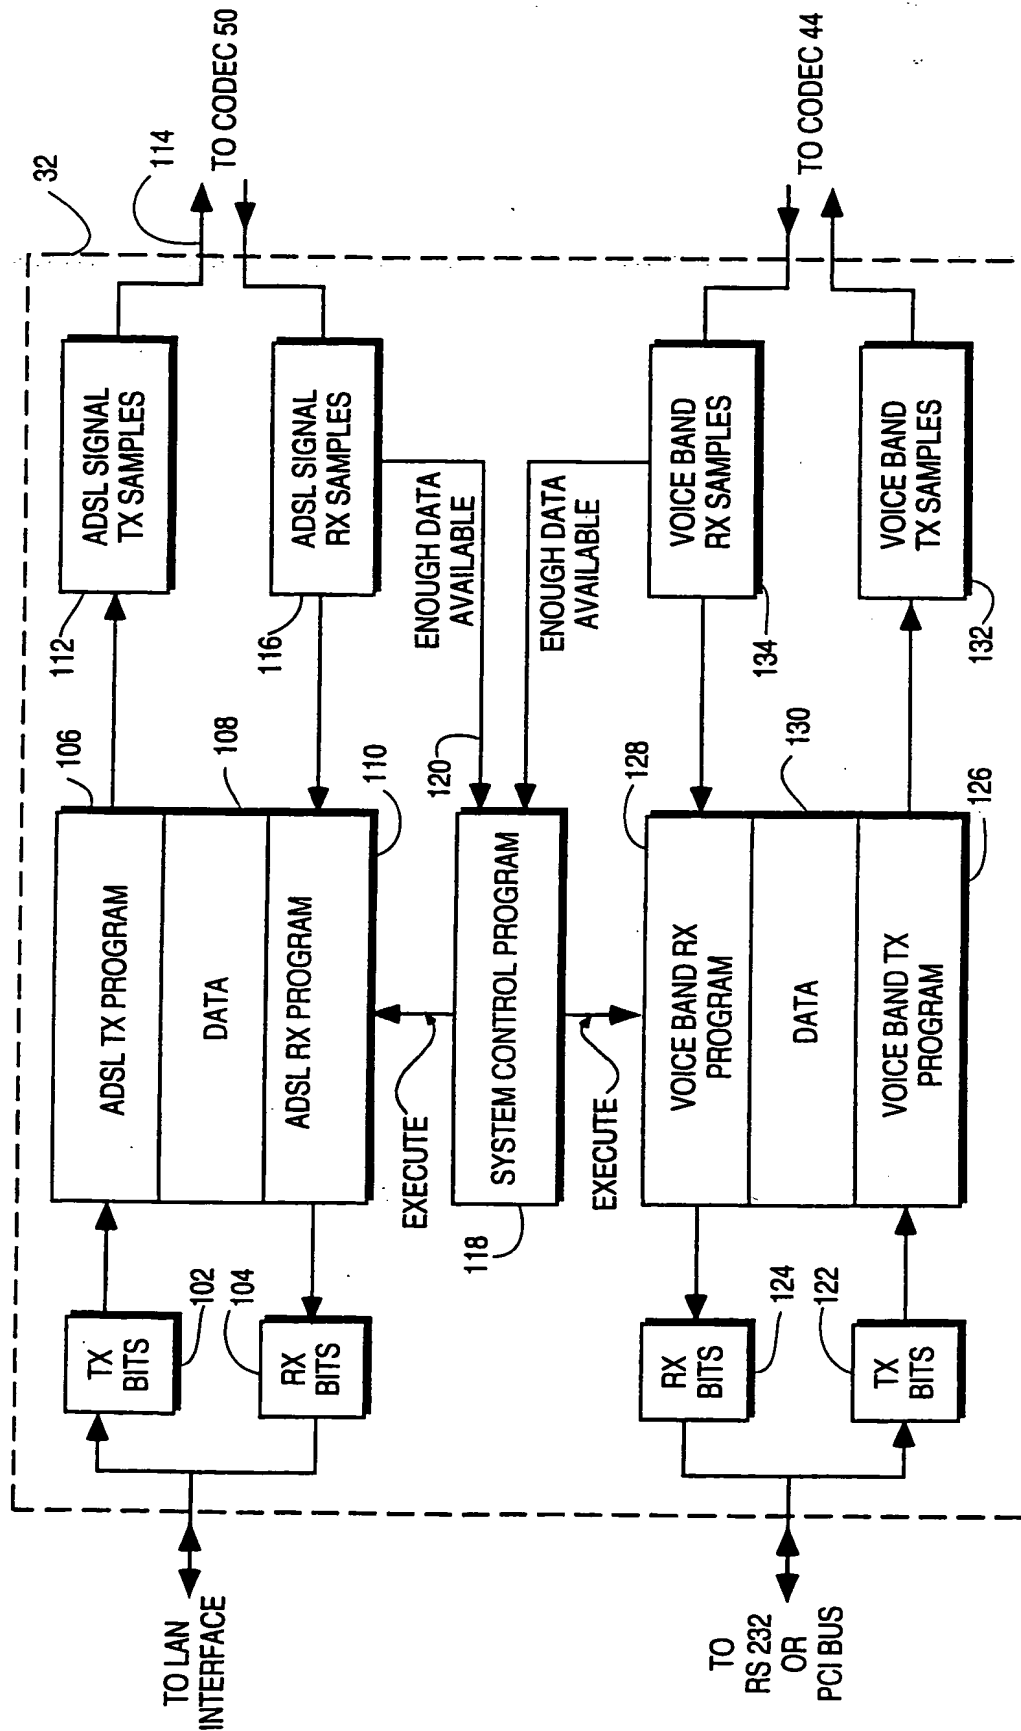 TO LAN
INTERFACE
TX
BITS
102
RX
BITS
104
ADSL TX PROGRAM
DATA
ADSL RX PROGRAM
106
108
110
ADSL SIGNAL
TX SAMPLES
112
ADSL SIGNAL
RX SAMPLES
116
32
114
TO CODEC 50
ENOUGH DATA
AVAILABLE
120
EXECUTE
SYSTEM CONTROL PROGRAM
118
EXECUTE
ENOUGH DATA
AVAILABLE
TO
RS 232
OR
PCI BUS
RX
BITS
124
TX
BITS
122
VOICE BAND RX
PROGRAM
DATA
VOICE BAND TX
PROGRAM
128
130
126
VOICE BAND
RX SAMPLES
134
VOICE BAND
TX SAMPLES
132
TO CODEC 44